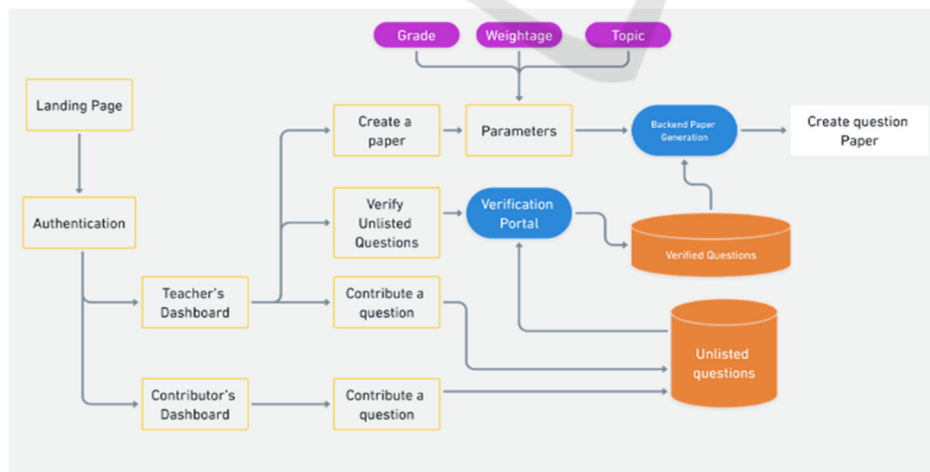 Grade
Weightage
Topic
Landing Page
Create a
paper
Parameters
Backend Paper
Generation
Create question
Paper
Authentication
Verify
Unlisted
Questions
Verification
Portal
Verified Questions
Teacher's
Dashboard
Contribute a
question
Unlisted
questions
Contributor's
Dashboard
Contribute a
question